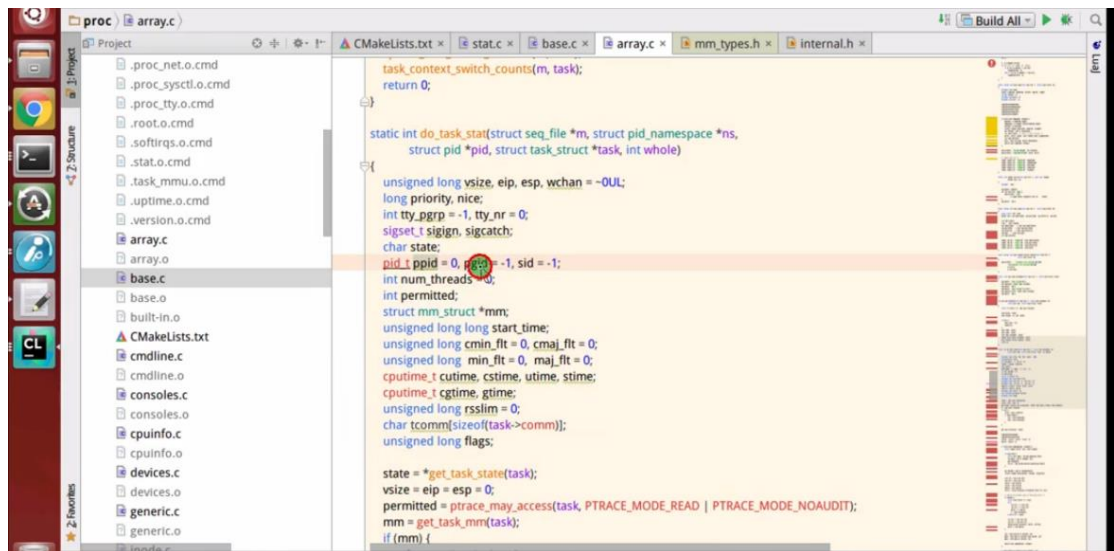 proc array.c
Build All
Project
CMakeLists.txt × stat.c × base.c × array.c × mm_types.h × internal.h ×
1: Project
2: Structure
2: Favorites
Luaj
CL
.proc_net.o.cmd
.proc_sysctl.o.cmd
.proc_tty.o.cmd
.root.o.cmd
.softirqs.o.cmd
.stat.o.cmd
.task_mmu.o.cmd
.uptime.o.cmd
.version.o.cmd
array.c
array.o
base.c
base.o
built-in.o
CMakeLists.txt
cmdline.c
cmdline.o
consoles.c
consoles.o
cpuinfo.c
cpuinfo.o
devices.c
devices.o
generic.c
generic.o
inode.c
task_context_switch_counts(m, task);
return 0;
}
static int do_task_stat(struct seq_file *m, struct pid_namespace *ns,
struct pid *pid, struct task_struct *task, int whole)
{
unsigned long vsize, eip, esp, wchan = ~0UL;
long priority, nice;
int tty_pgrp = -1, tty_nr = 0;
sigset_t sigign, sigcatch;
char state;
pid_t ppid = 0, pgid = -1, sid = -1;
int num_threads = 0;
int permitted;
struct mm_struct *mm;
unsigned long long start_time;
unsigned long cmin_flt = 0, cmaj_flt = 0;
unsigned long min_flt = 0, maj_flt = 0;
cputime_t cutime, cstime, utime, stime;
cputime_t cgtime, gtime;
unsigned long rsslim = 0;
char tcomm[sizeof(task->comm)];
unsigned long flags;
state = *get_task_state(task);
vsize = eip = esp = 0;
permitted = ptrace_may_access(task, PTRACE_MODE_READ | PTRACE_MODE_NOAUDIT);
mm = get_task_mm(task);
if (mm) {